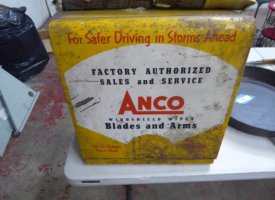 For Safer Driving in Storms Ahead
FACTORY AUTHORIZED
SALES and SERVICE
ANCO
WINDSHIELD WIPER
Blades and Arms